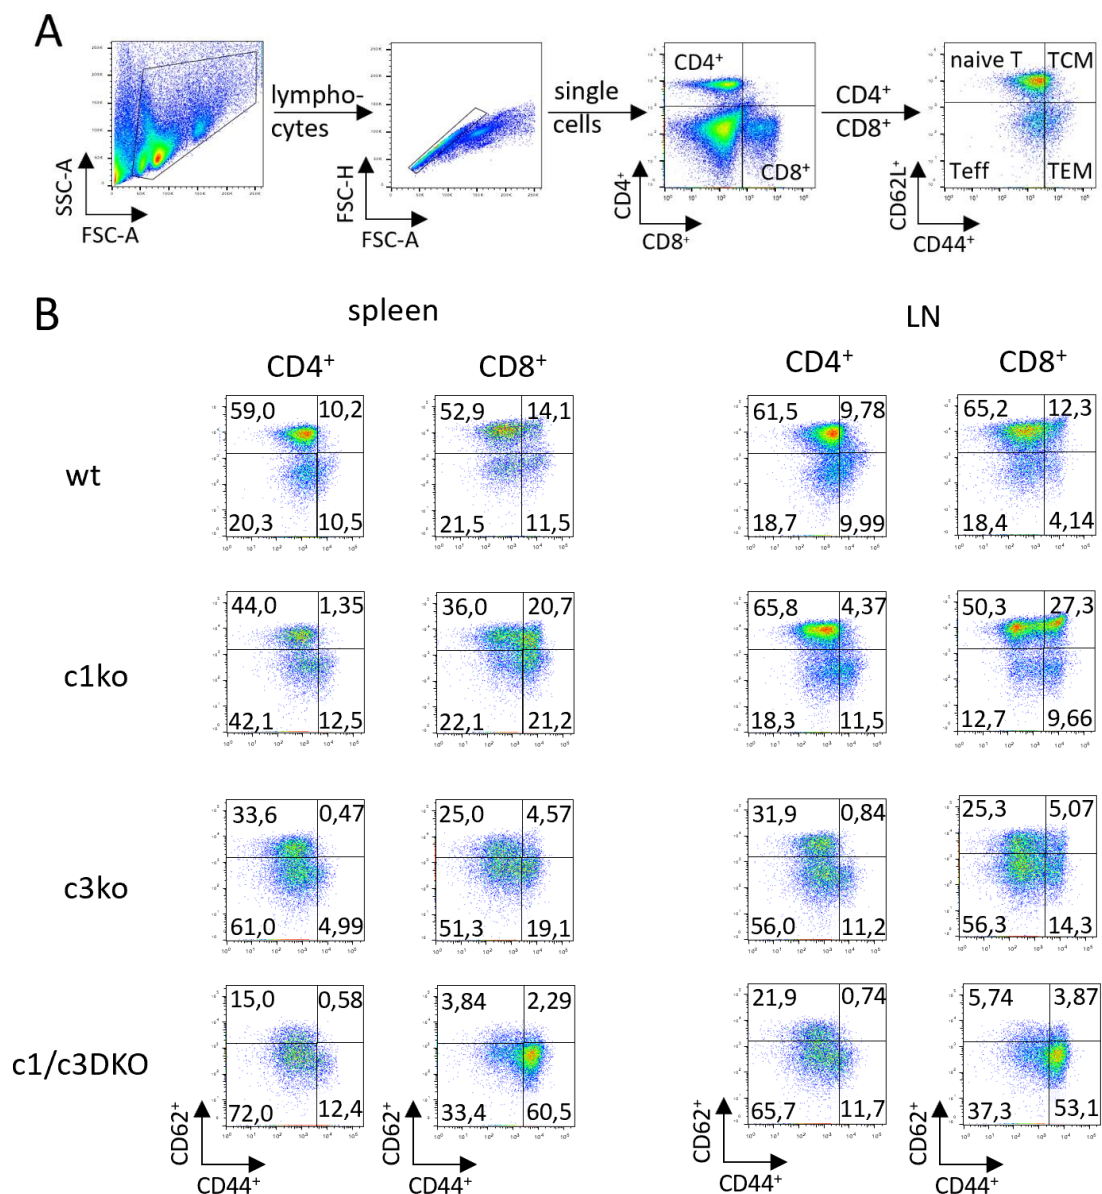 A
lympho-
cytes
single
cells
CD4⁺
CD8⁺
CD4⁺
CD8⁺
naive T
TCM
Teff
TEM
SSC-A
FSC-A
FSC-H
FSC-A
CD4⁺
CD8⁺
CD62L⁺
CD44⁺
B
spleen
LN
CD4⁺ CD8⁺ CD4⁺ CD8⁺
wt
59,0 10,2 52,9 14,1 61,5 9,78 65,2 12,3
20,3 10,5 21,5 11,5 18,7 9,99 18,4 4,14
c1ko
44,0 1,35 36,0 20,7 65,8 4,37 50,3 27,3
42,1 12,5 22,1 21,2 18,3 11,5 12,7 9,66
c3ko
33,6 0,47 25,0 4,57 31,9 0,84 25,3 5,07
61,0 4,99 51,3 19,1 56,0 11,2 56,3 14,3
c1/c3DKO
15,0 0,58 3,84 2,29 21,9 0,74 5,74 3,87
72,0 12,4 33,4 60,5 65,7 11,7 37,3 53,1
CD62⁺ CD62⁺ CD62⁺ CD62⁺
CD44⁺ CD44⁺ CD44⁺ CD44⁺